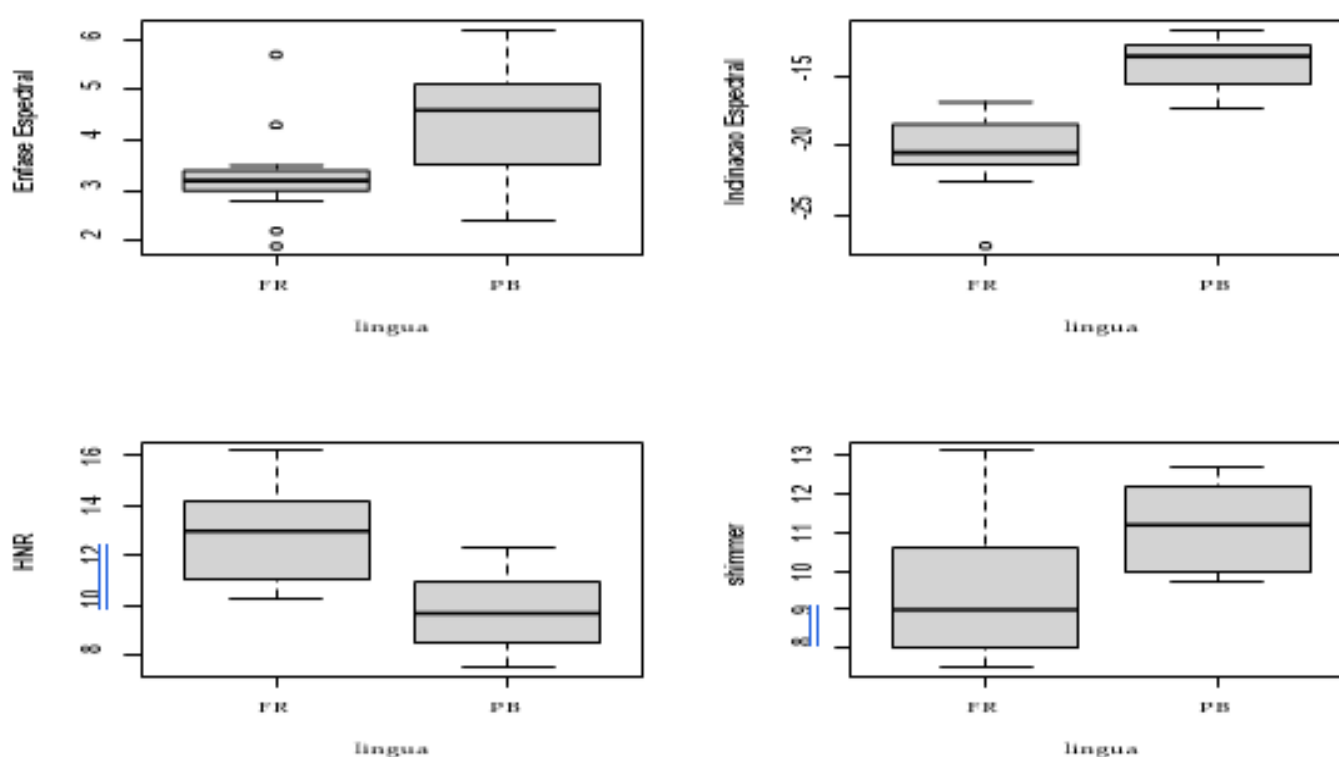 Enfase Espectral
6
5
4
3
2
FR PB
lingua
Inclinacao Espectral
-15
-20
-25
FR PB
lingua
HNR
16
14
12
10
8
FR PB
lingua
shimmer
13
12
11
10
9
8
FR PB
lingua